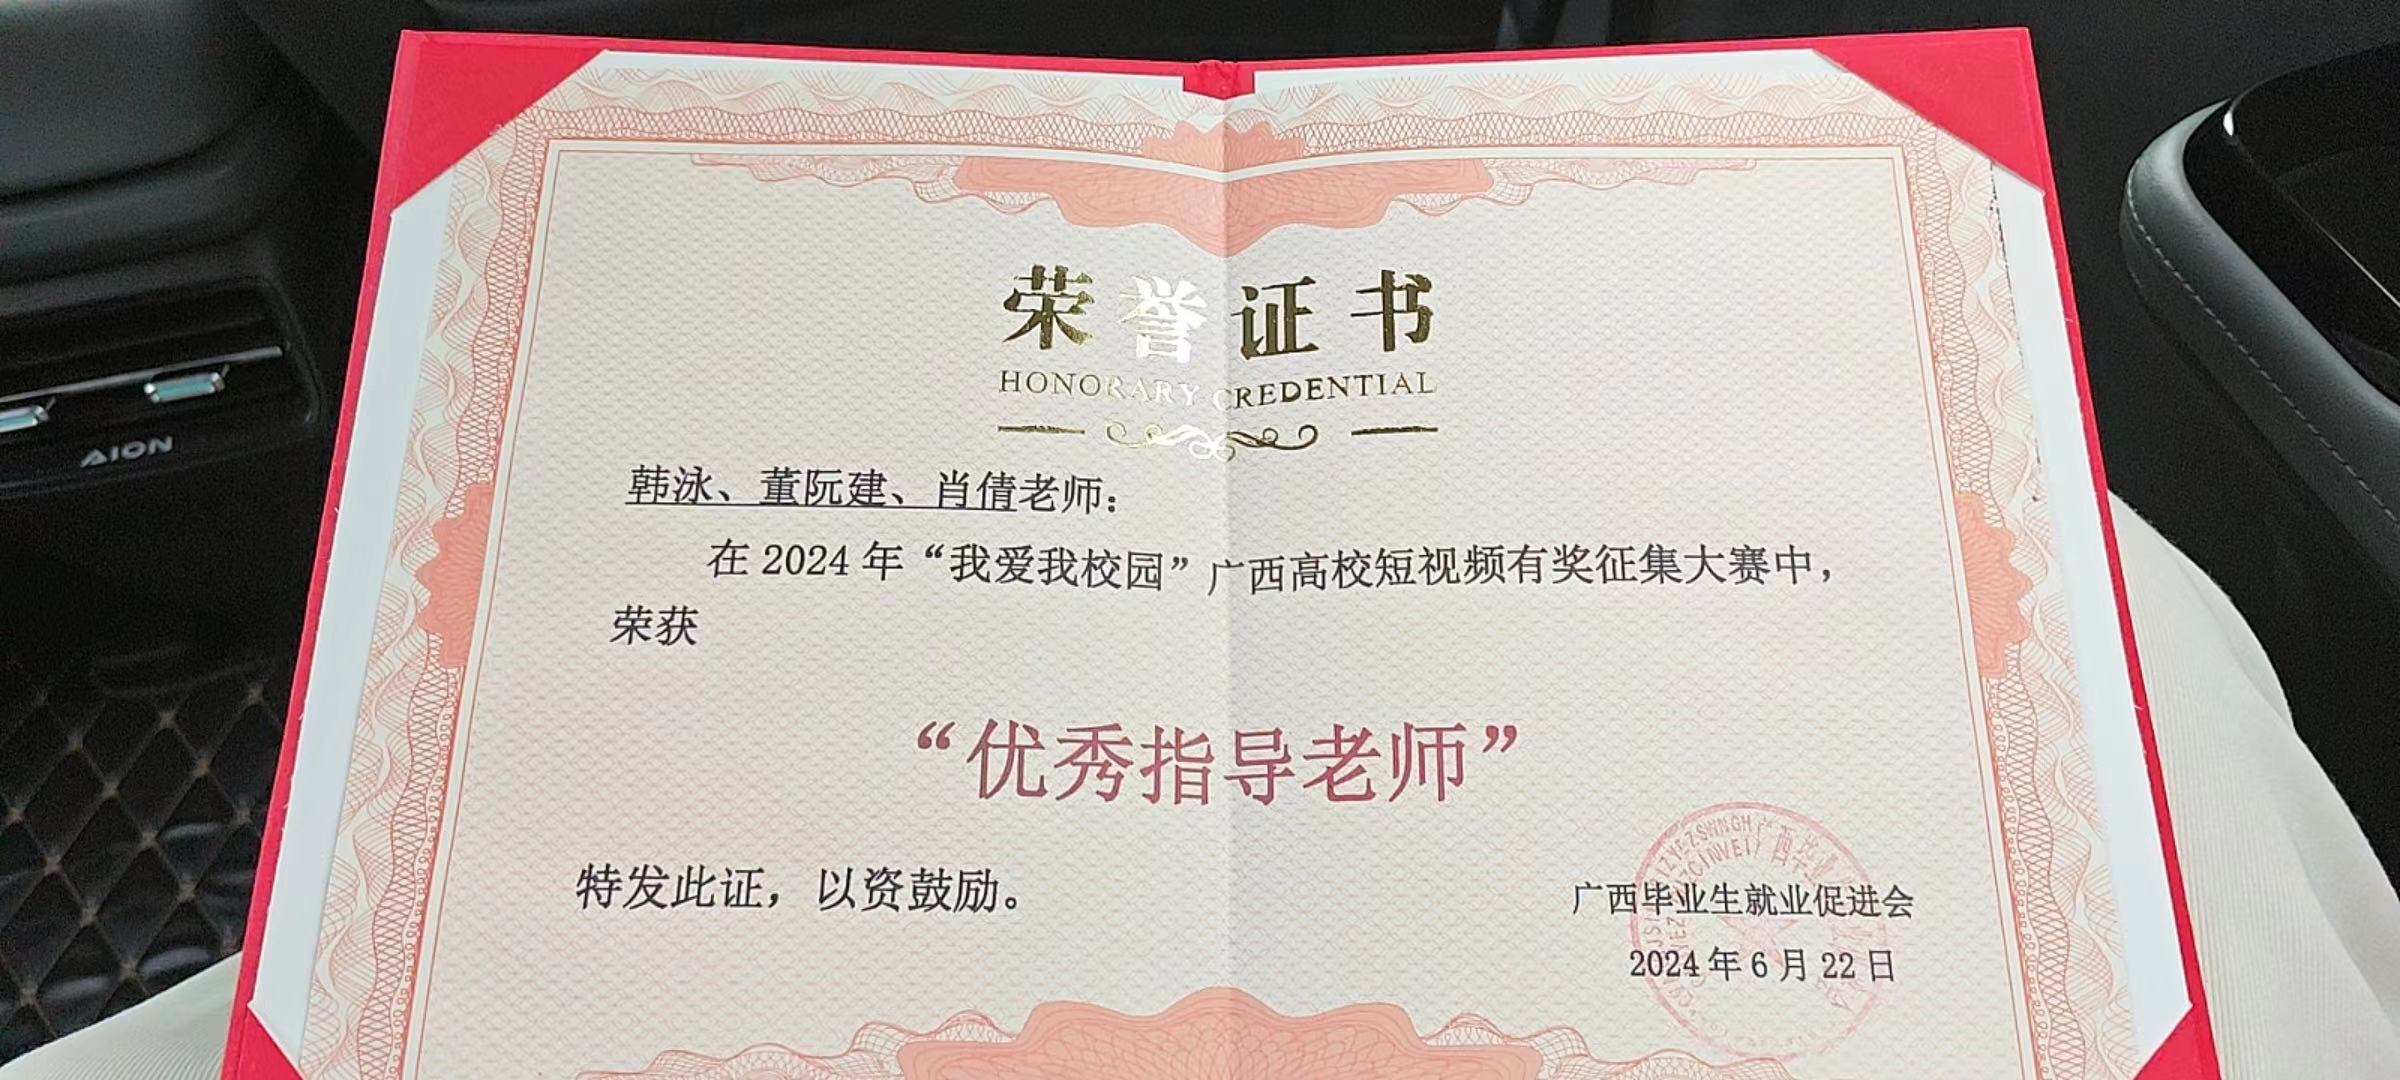 荣誉证书
HONORARY CREDENTIAL
韩泳、董阮建、肖倩老师：
在 2024 年“我爱我校园”广西高校短视频有奖征集大赛中，
荣获
“优秀指导老师”
特发此证，以资鼓励。
广西毕业生就业促进会
2024 年 6 月 22 日
AION